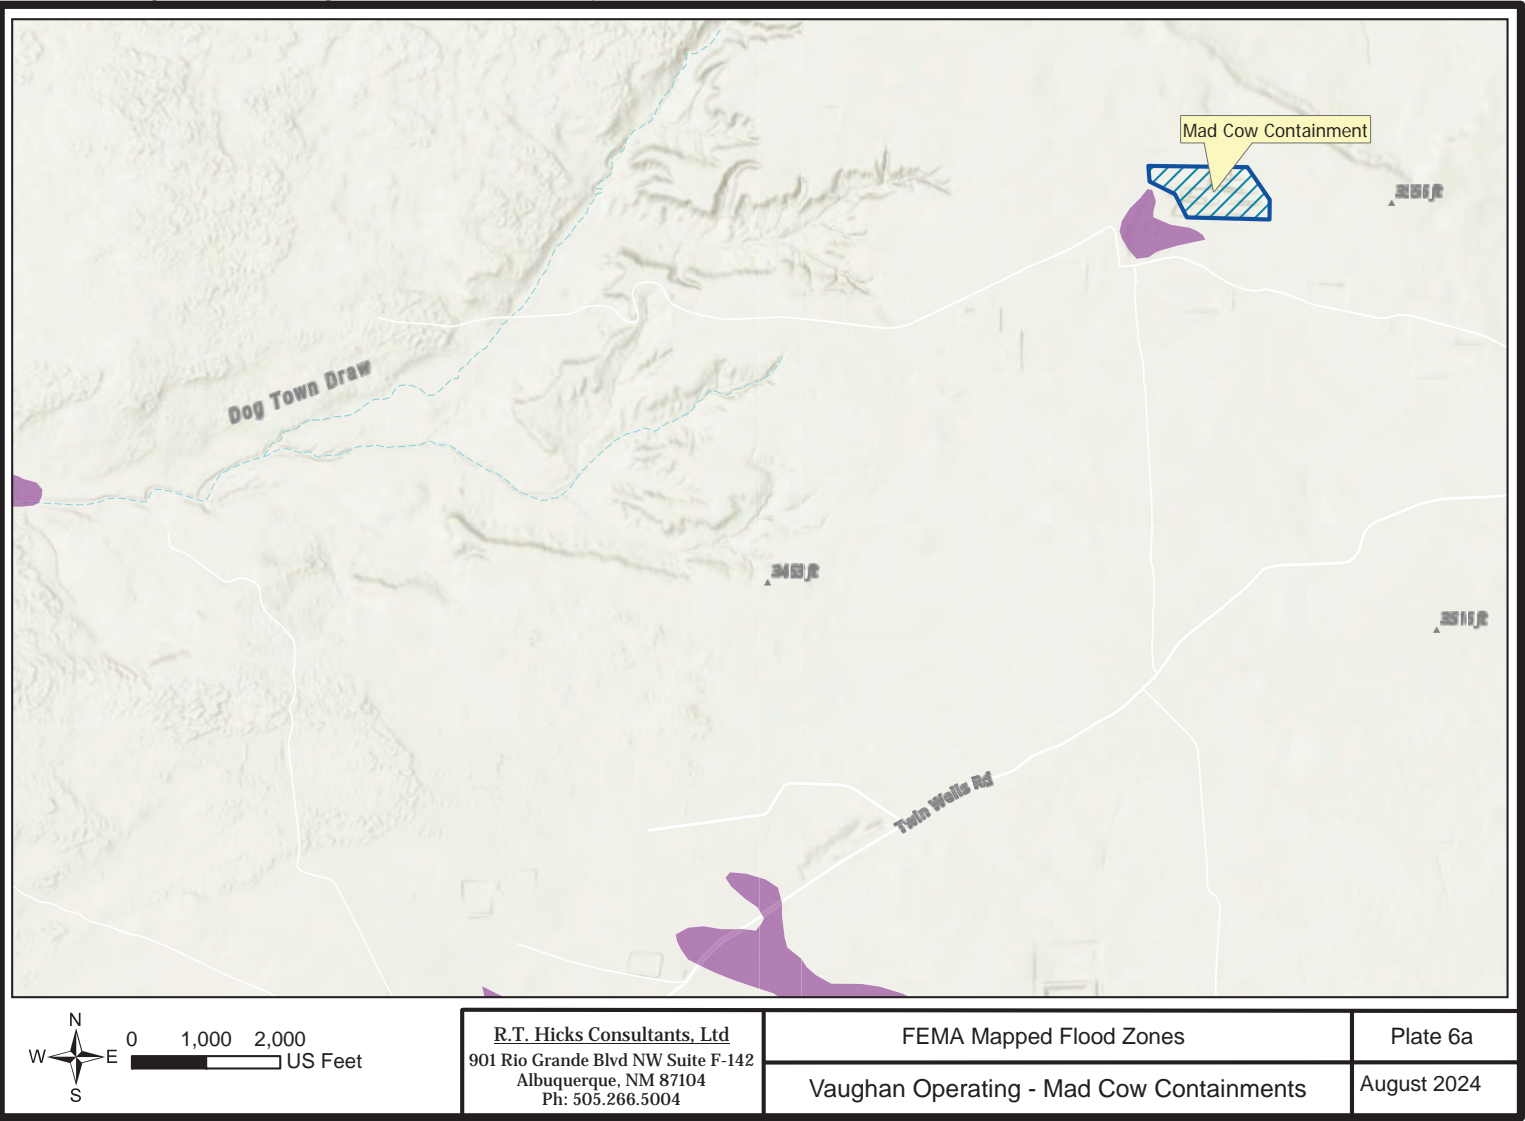 Mad Cow Containment
Dog Town Draw
Twin Wells Rd
N
W
E
S
0 1,000 2,000
US Feet
R.T. Hicks Consultants, Ltd
901 Rio Grande Blvd NW Suite F-142
Albuquerque, NM 87104
Ph: 505.266.5004
FEMA Mapped Flood Zones
Vaughan Operating - Mad Cow Containments
Plate 6a
August 2024